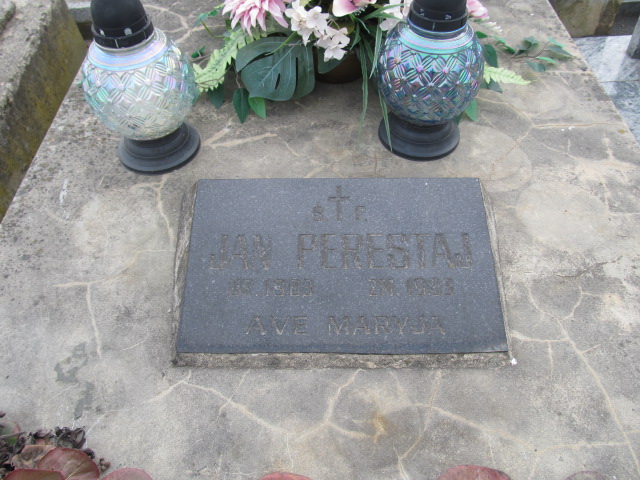 Ś † P.
JAN PERESTAJ
AVE MARYJA